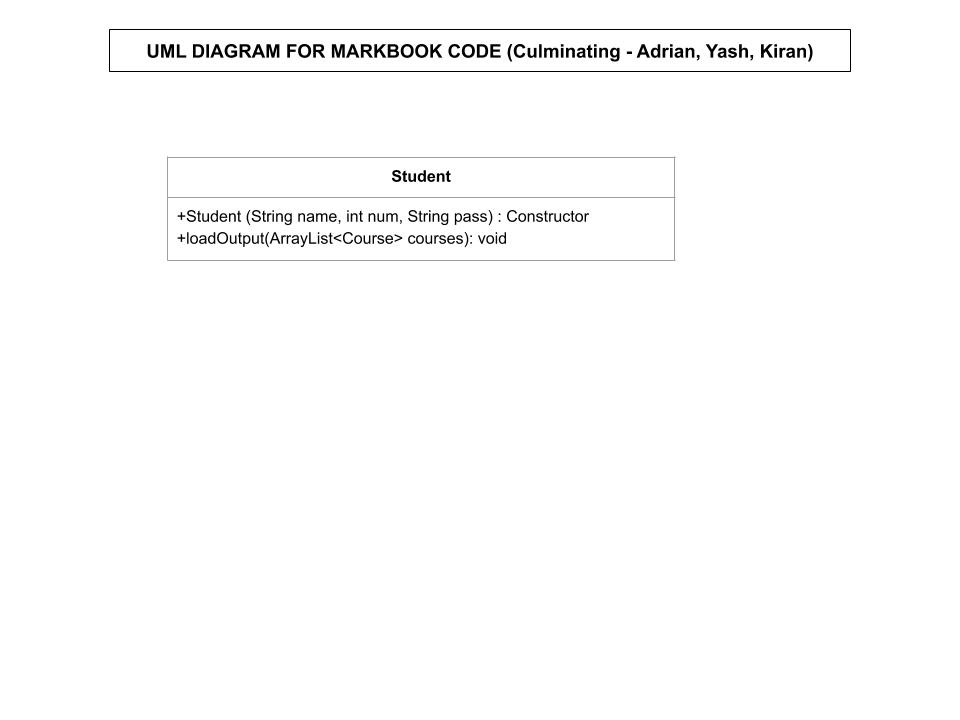 UML DIAGRAM FOR MARKBOOK CODE (Culminating - Adrian, Yash, Kiran)
Student
+Student (String name, int num, String pass) : Constructor
+loadOutput(ArrayList<Course> courses): void